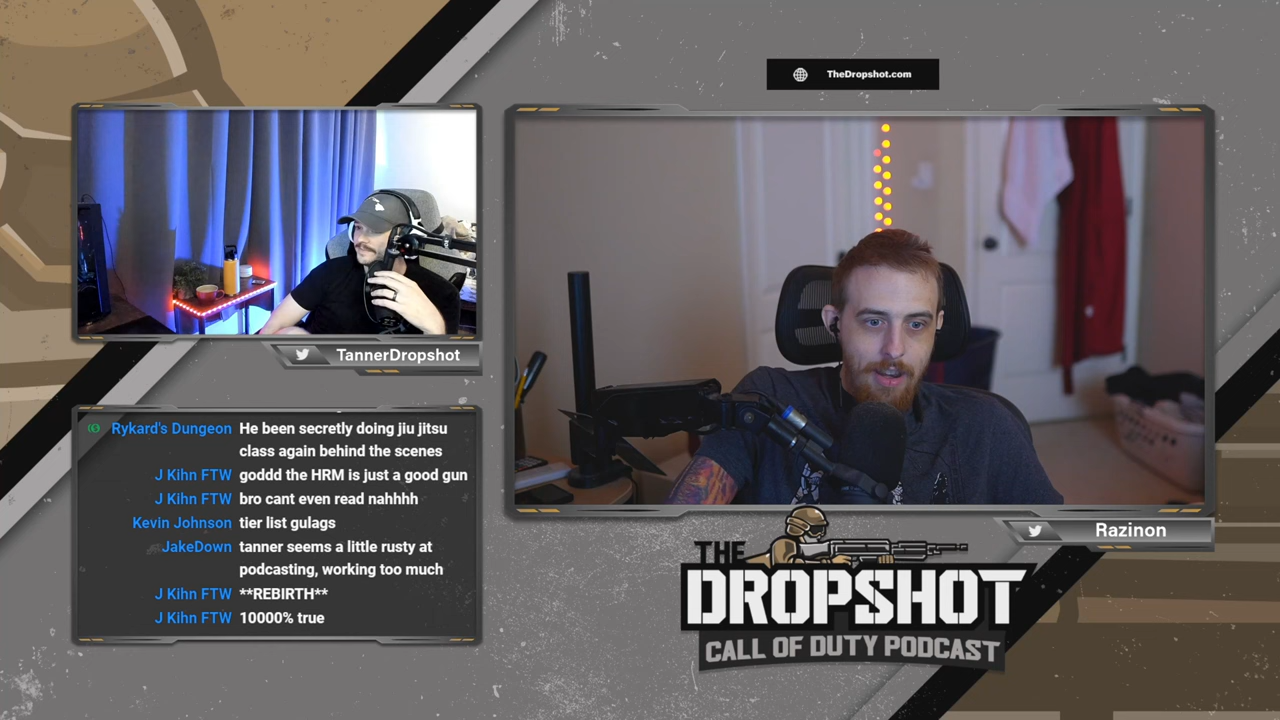 TheDropshot.com
TannerDropshot
Rykard's Dungeon He been secretly doing jiu jitsu
class again behind the scenes
J Kihn FTW goddd the HRM is just a good gun
J Kihn FTW bro cant even read nahhhh
Kevin Johnson tier list gulags
JakeDown tanner seems a little rusty at
podcasting, working too much
J Kihn FTW **REBIRTH**
J Kihn FTW 10000% true
Razinon
THE
DROPSHOT
CALL OF DUTY PODCAST